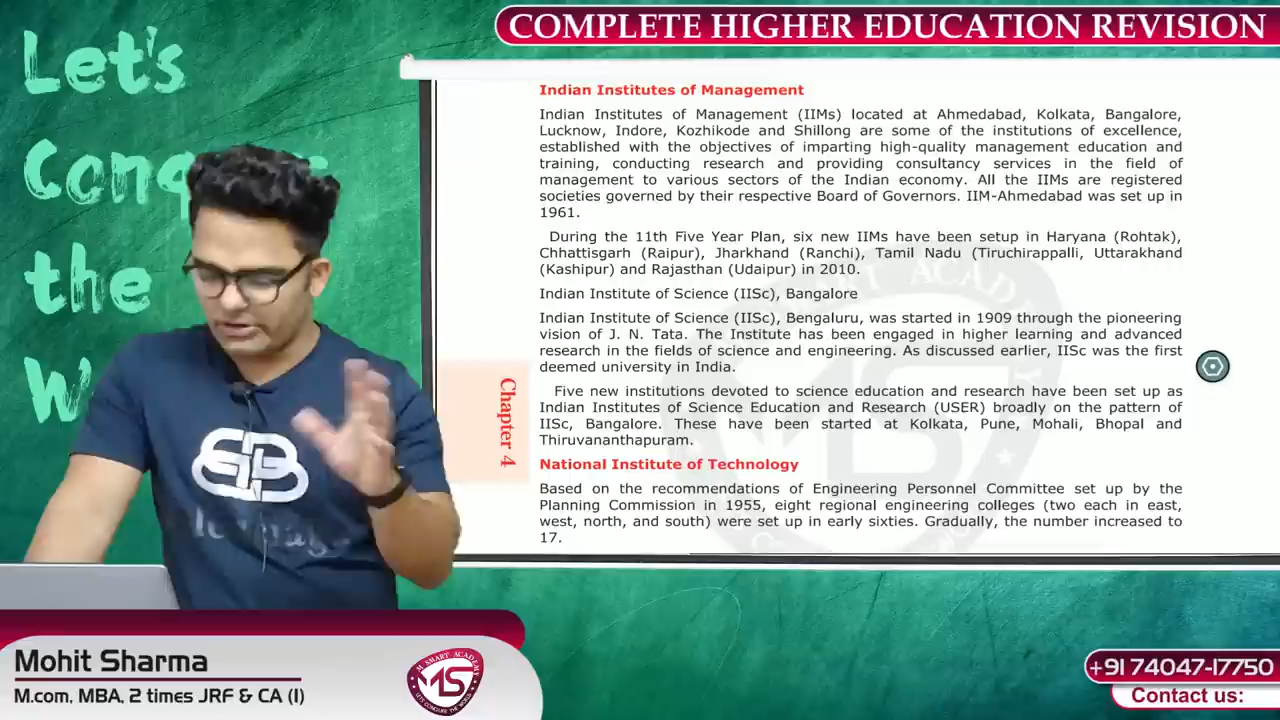 COMPLETE HIGHER EDUCATION REVISION
Let's
the
Indian Institutes of Management
Indian Institutes of Management (IIMs) located at Ahmedabad, Kolkata, Bangalore,
Lucknow, Indore, Kozhikode and Shillong are some of the institutions of excellence,
established with the objectives of imparting high-quality management education and
training, conducting research and providing consultancy services in the field of
management to various sectors of the Indian economy. All the IIMs are registered
societies governed by their respective Board of Governors. IIM-Ahmedabad was set up in
1961.
During the 11th Five Year Plan, six new IIMs have been setup in Haryana (Rohtak),
Chhattisgarh (Raipur), Jharkhand (Ranchi), Tamil Nadu (Tiruchirappalli, Uttarakhand
(Kashipur) and Rajasthan (Udaipur) in 2010.
Indian Institute of Science (IISc), Bangalore
Indian Institute of Science (IISc), Bengaluru, was started in 1909 through the pioneering
vision of J. N. Tata. The Institute has been engaged in higher learning and advanced
research in the fields of science and engineering. As discussed earlier, IISc was the first
deemed university in India.
Five new institutions devoted to science education and research have been set up as
Indian Institutes of Science Education and Research (USER) broadly on the pattern of
IISc, Bangalore. These have been started at Kolkata, Pune, Mohali, Bhopal and
Thiruvananthapuram.
Chapter 4
National Institute of Technology
Based on the recommendations of Engineering Personnel Committee set up by the
Planning Commission in 1955, eight regional engineering colleges (two each in east,
west, north, and south) were set up in early sixties. Gradually, the number increased to
17.
Mohit Sharma
M.com, MBA, 2 times JRF & CA (I)
M SMART ACADEMY
MS
+91 74047-17750
Contact us: